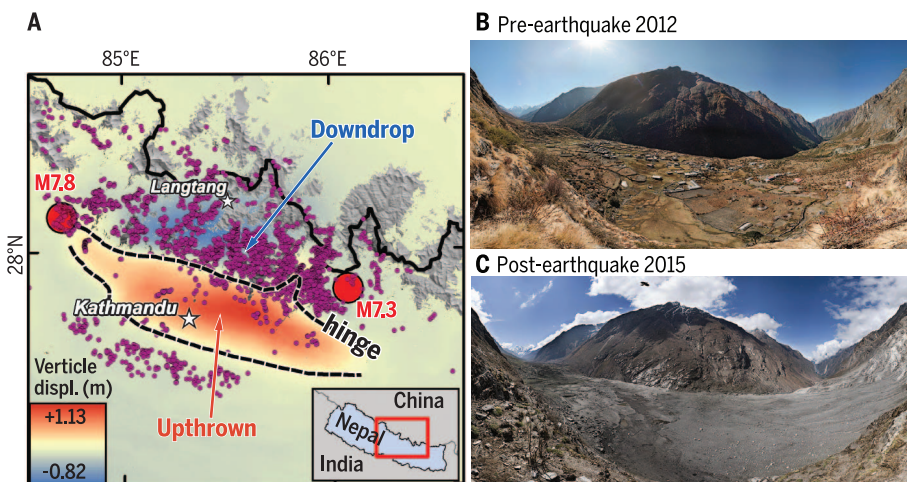 A
85°E
86°E
28°N
Downdrop
Langtang
M7.8
Kathmandu
M7.3
hinge
Upthrown
Verticle
displ. (m)
+1.13
-0.82
China
Nepal
India
B Pre-earthquake 2012
C Post-earthquake 2015